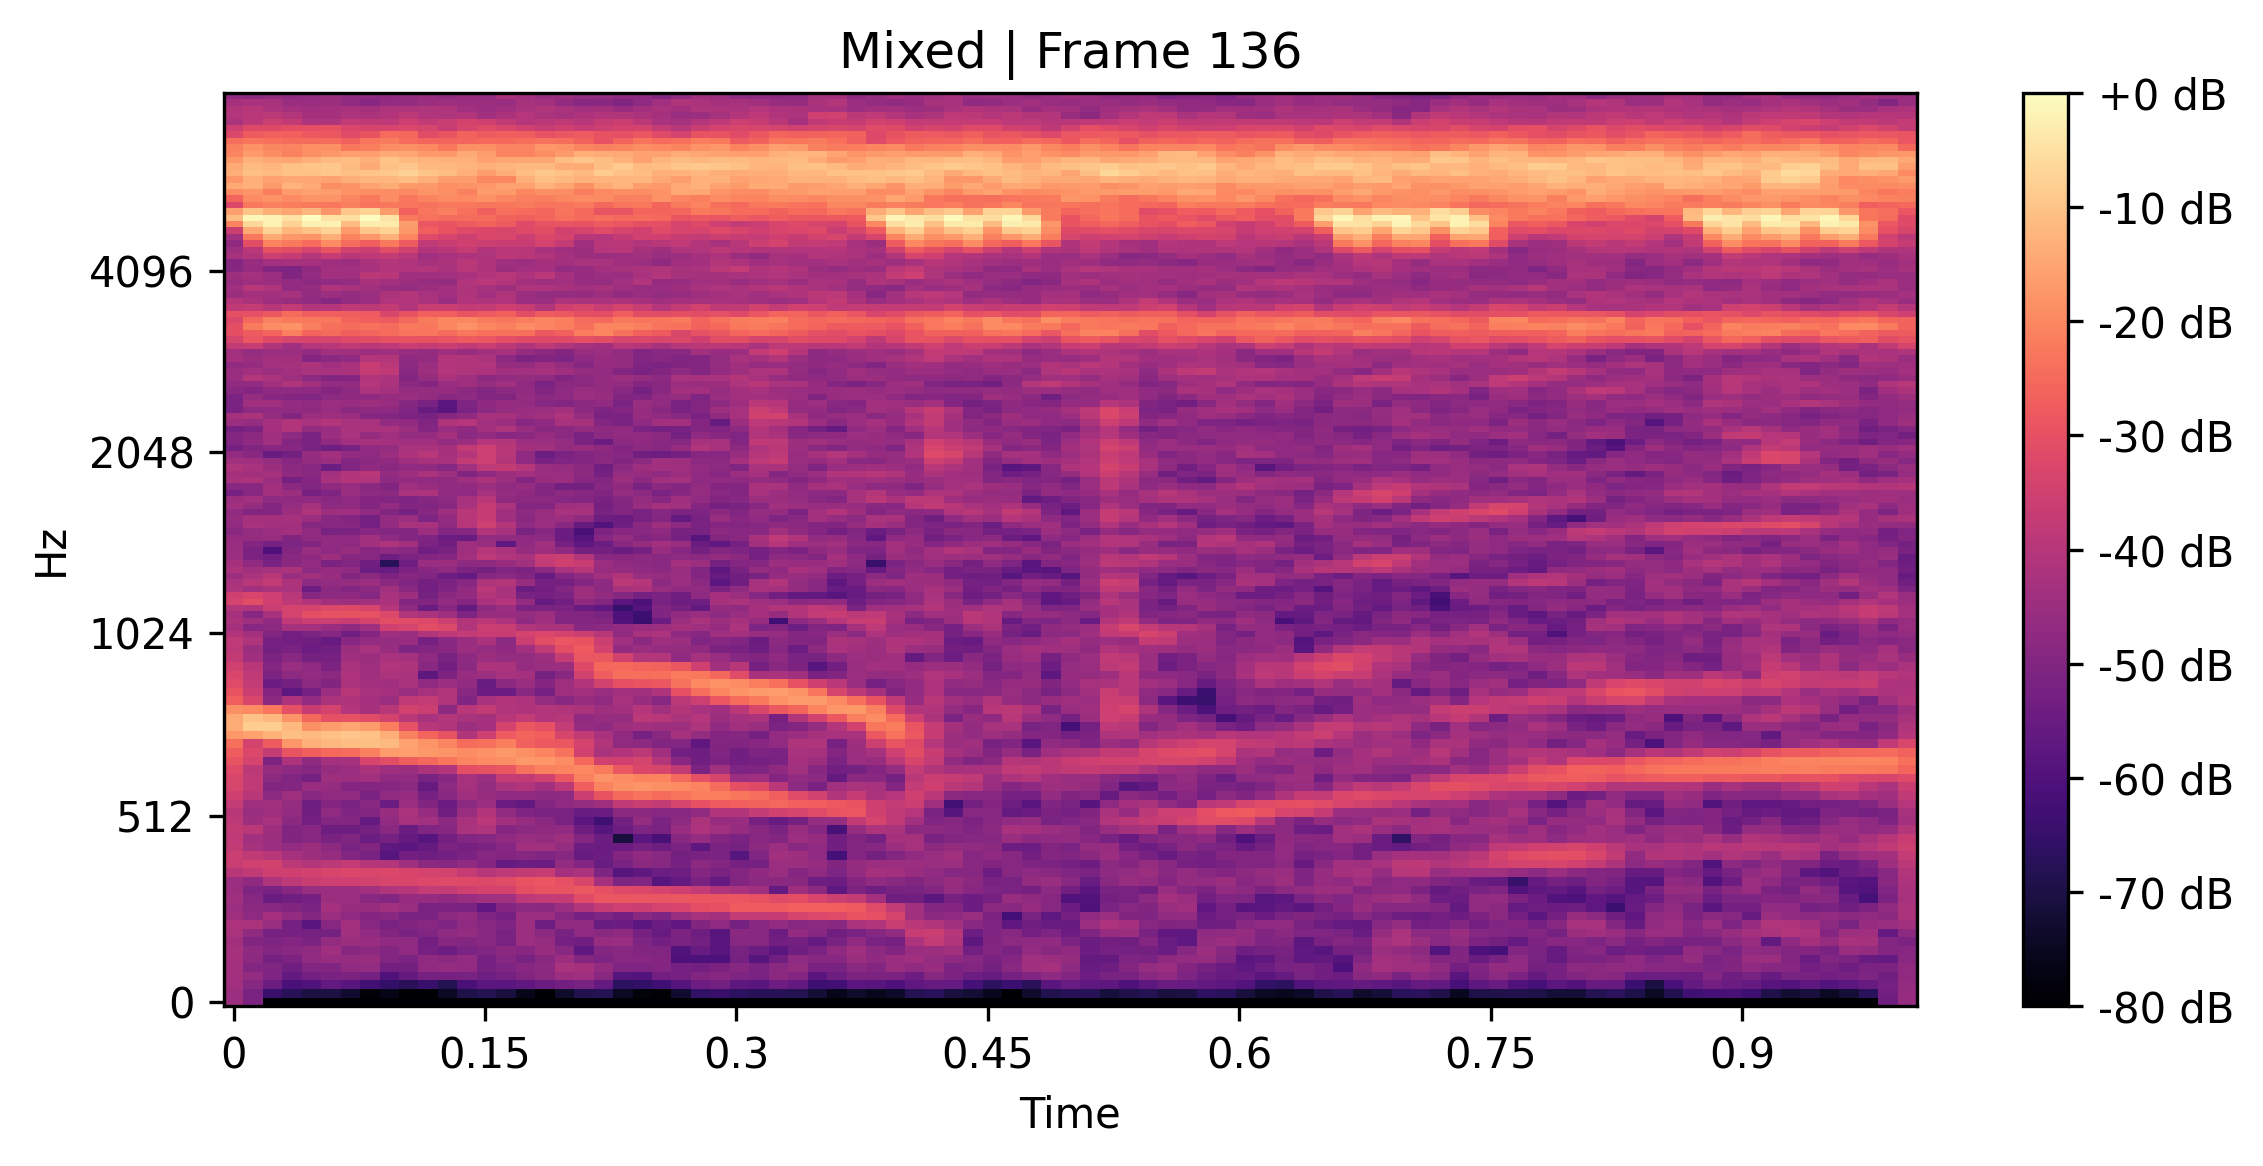 Mixed | Frame 136
+0 dB
-10 dB
-20 dB
-30 dB
-40 dB
-50 dB
-60 dB
-70 dB
-80 dB
Hz
4096
2048
1024
512
0
0 0.15 0.3 0.45 0.6 0.75 0.9
Time